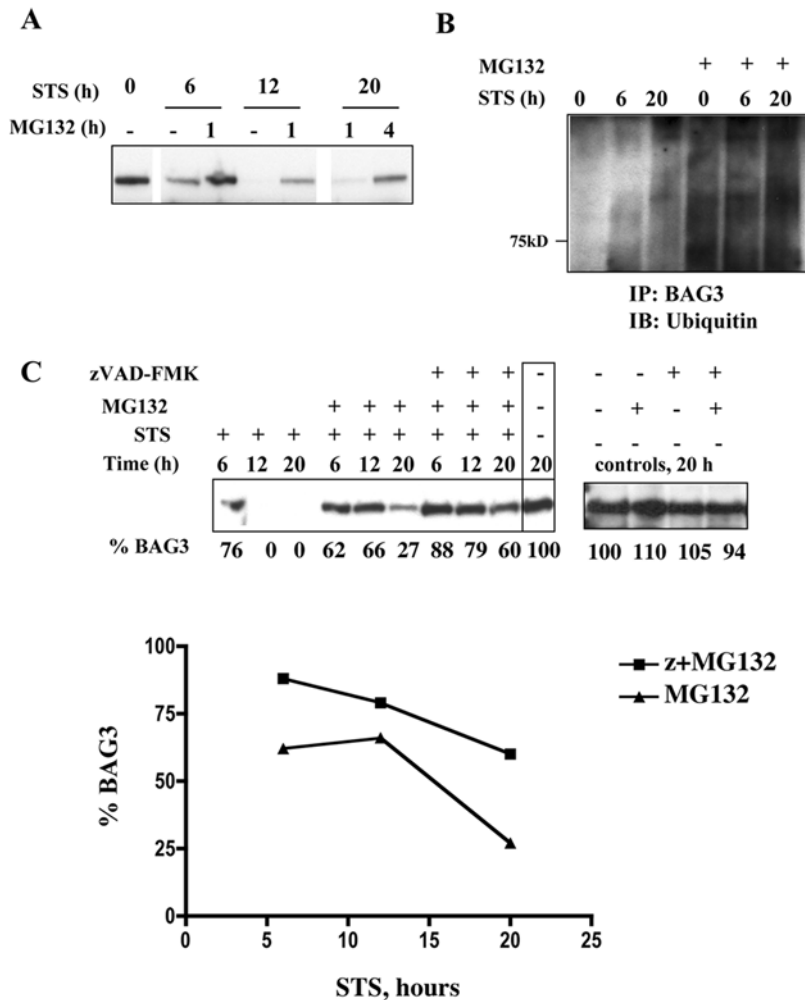 A
STS (h) 0 6 12 20
MG132 (h) - - 1 - 1 1 4
B
MG132 + + +
STS (h) 0 6 20 0 6 20
75kD
IP: BAG3
IB: Ubiquitin
C
zVAD-FMK + + + - - - + +
MG132 + + + + + + - - + - +
STS + + + + + + + + + - - - - -
Time (h) 6 12 20 6 12 20 6 12 20 20 controls, 20 h
% BAG3 76 0 0 62 66 27 88 79 60 100 100 110 105 94
100
75
50
25
0
% BAG3
0 5 10 15 20 25
STS, hours
z+MG132
MG132